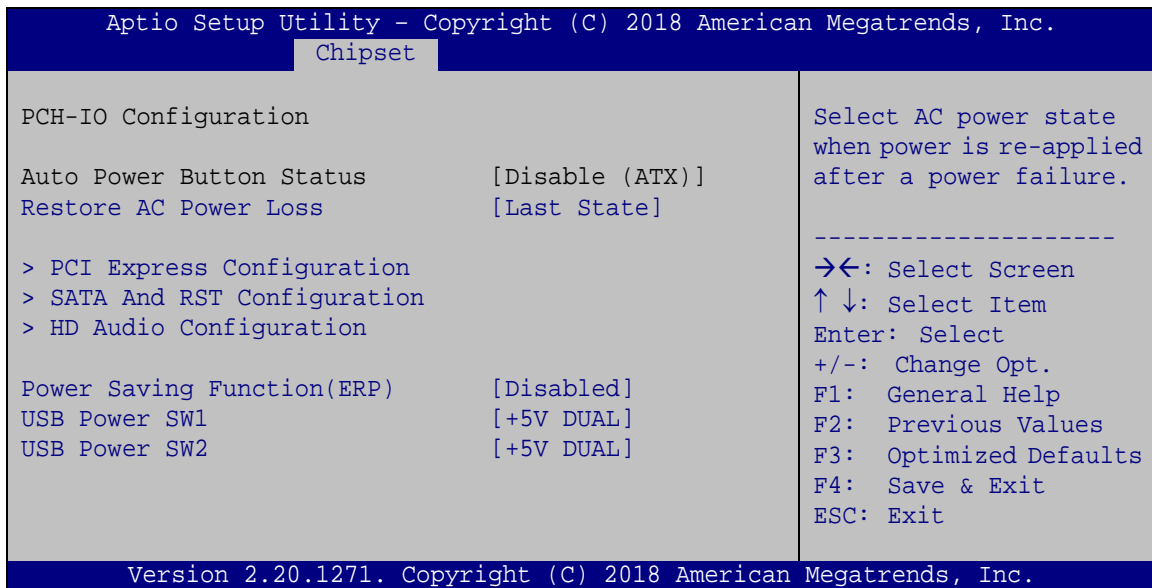 Aptio Setup Utility – Copyright (C) 2018 American Megatrends, Inc.
Chipset
PCH-IO Configuration
Auto Power Button Status [Disable (ATX)]
Restore AC Power Loss [Last State]
> PCI Express Configuration
> SATA And RST Configuration
> HD Audio Configuration
Power Saving Function(ERP) [Disabled]
USB Power SW1 [+5V DUAL]
USB Power SW2 [+5V DUAL]
Select AC power state
when power is re-applied
after a power failure.
---------------------
→←: Select Screen
↑ ↓: Select Item
Enter: Select
+/-: Change Opt.
F1: General Help
F2: Previous Values
F3: Optimized Defaults
F4: Save & Exit
ESC: Exit
Version 2.20.1271. Copyright (C) 2018 American Megatrends, Inc.